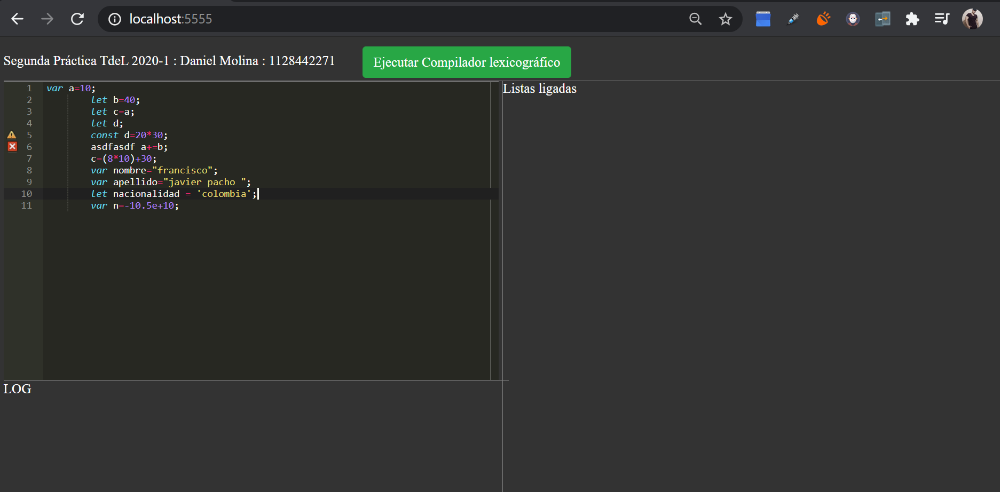 localhost:5555
Segunda Práctica TdeL 2020-1 : Daniel Molina : 1128442271
Ejecutar Compilador lexicográfico
1 var a=10;
2 let b=40;
3 let c=a;
4 let d;
5 const d=20*30;
6 asdfasdf a+=b;
7 c=(8*10)+30;
8 var nombre="francisco";
9 var apellido="javier pacho ";
10 let nacionalidad = 'colombia';
11 var n=-10.5e+10;
Listas ligadas
LOG